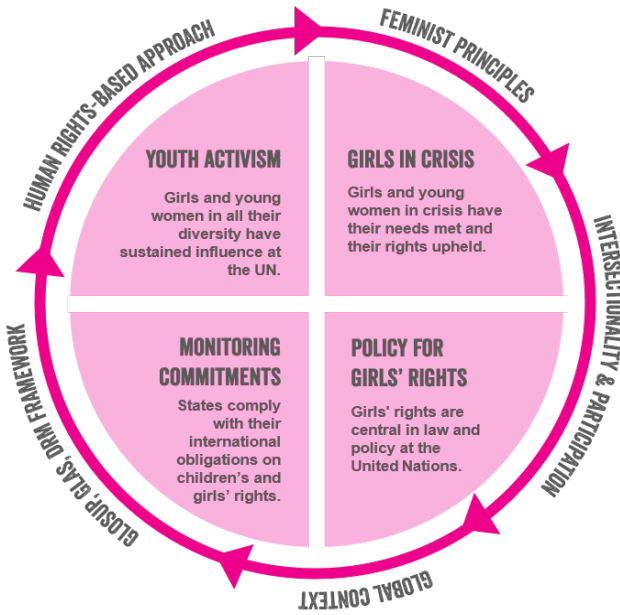 HUMAN RIGHTS-BASED APPROACH
FEMINIST PRINCIPLES
INTERSECTIONALITY & PARTICIPATION
GLOBAL CONTEXT
GLOSUP, GLAS, DRM FRAMEWORK
YOUTH ACTIVISM
Girls and young
women in all their
diversity have
sustained influence at
the UN.
GIRLS IN CRISIS
Girls and young
women in crisis have
their needs met and
their rights upheld.
MONITORING
COMMITMENTS
States comply
with their
international
obligations on
children’s and
girls’ rights.
POLICY FOR
GIRLS’ RIGHTS
Girls' rights are
central in law and
policy at the
United Nations.